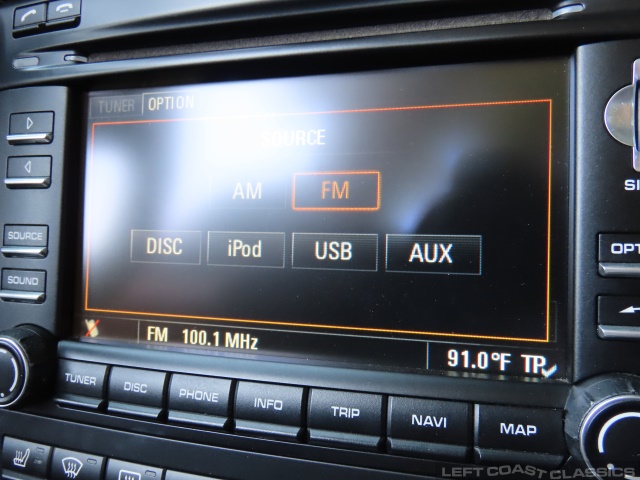 TUNER OPTION
SOURCE
AM FM
DISC iPod USB AUX
FM 100.1 MHz
91.0°F TP
SOURCE
SOUND
TUNER DISC PHONE INFO TRIP NAVI MAP
LEFT COAST CLASSICS